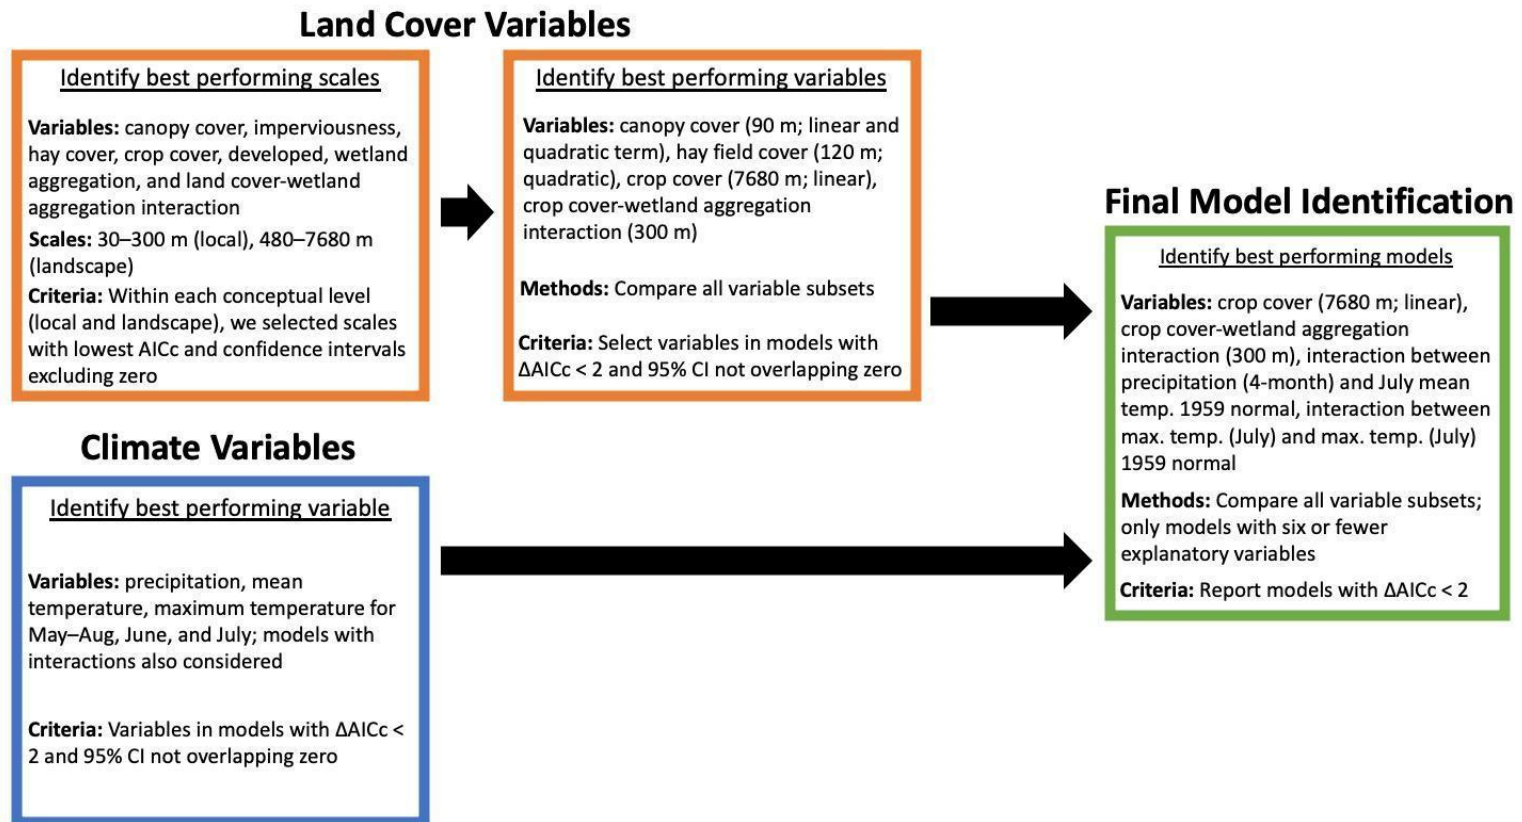 Land Cover Variables
Identify best performing scales
Variables: canopy cover, imperviousness,
hay cover, crop cover, developed, wetland
aggregation, and land cover-wetland
aggregation interaction
Scales: 30–300 m (local), 480–7680 m
(landscape)
Criteria: Within each conceptual level
(local and landscape), we selected scales
with lowest AICc and confidence intervals
excluding zero
Identify best performing variables
Variables: canopy cover (90 m; linear and
quadratic term), hay field cover (120 m;
quadratic), crop cover (7680 m; linear),
crop cover-wetland aggregation
interaction (300 m)
Methods: Compare all variable subsets
Criteria: Select variables in models with
ΔAICc < 2 and 95% CI not overlapping zero
Climate Variables
Identify best performing variable
Variables: precipitation, mean
temperature, maximum temperature for
May–Aug, June, and July; models with
interactions also considered
Criteria: Variables in models with ΔAICc <
2 and 95% CI not overlapping zero
Final Model Identification
Identify best performing models
Variables: crop cover (7680 m; linear),
crop cover-wetland aggregation
interaction (300 m), interaction between
precipitation (4-month) and July mean
temp. 1959 normal, interaction between
max. temp. (July) and max. temp. (July)
1959 normal
Methods: Compare all variable subsets;
only models with six or fewer
explanatory variables
Criteria: Report models with ΔAICc < 2